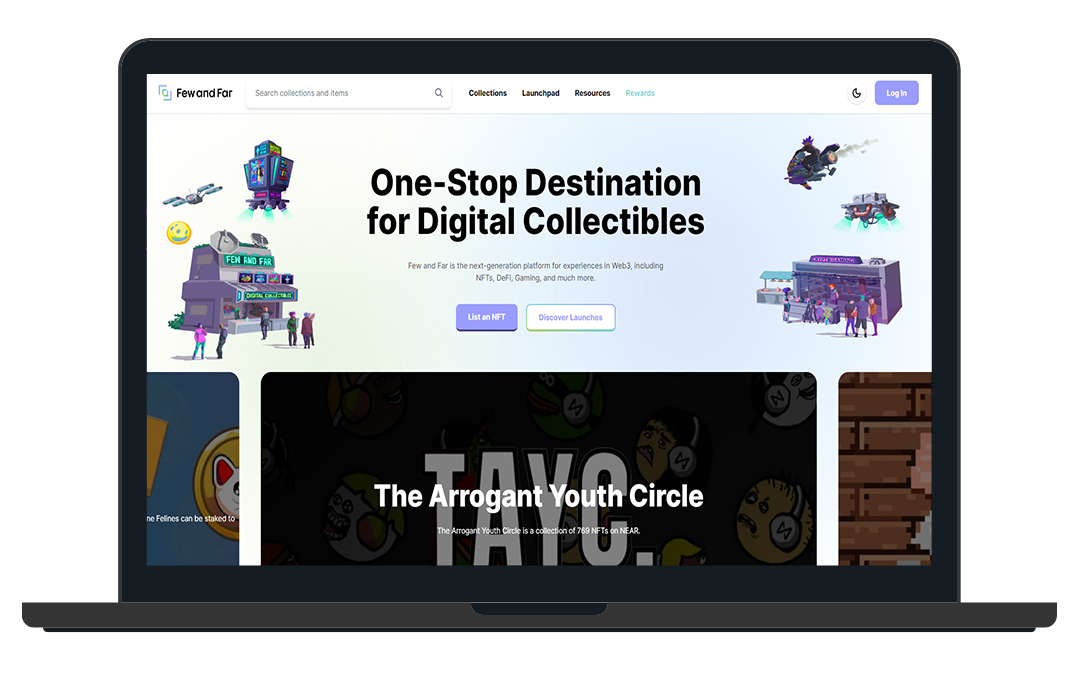 Few and Far
Search collections and items
Collections
Launchpad
Resources
Rewards
Log In
One-Stop Destination
for Digital Collectibles
Few and Far is the next-generation platform for experiences in Web3, including
NFTs, DeFi, Gaming, and much more.
List an NFT
Discover Launches
FEW AND FAR
DIGITAL COLLECTIBLES
CRYPTO GAMING
ne Felines can be staked to
TAYC.
The Arrogant Youth Circle
The Arrogant Youth Circle is a collection of 769 NFTs on NEAR.